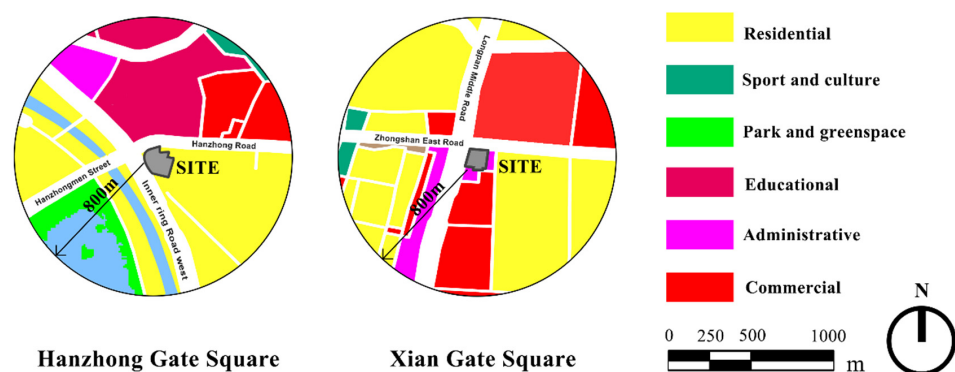 Hanzhong Road
SITE
Hanzhongmen Street
800m
Inner ring Road west
Hanzhong Gate Square
Longpan Middle Road
Zhongshan East Road
SITE
800m
Xian Gate Square
Residential
Sport and culture
Park and greenspace
Educational
Administrative
Commercial
N
0 250 500 1000
m